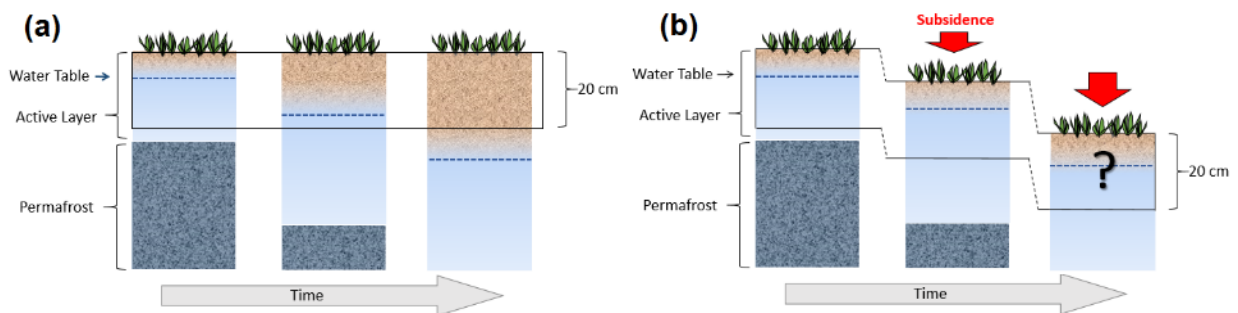 (a)
Water Table
Active Layer
Permafrost
20 cm
Time
(b)
Subsidence
Water Table
Active Layer
Permafrost
?
20 cm
Time